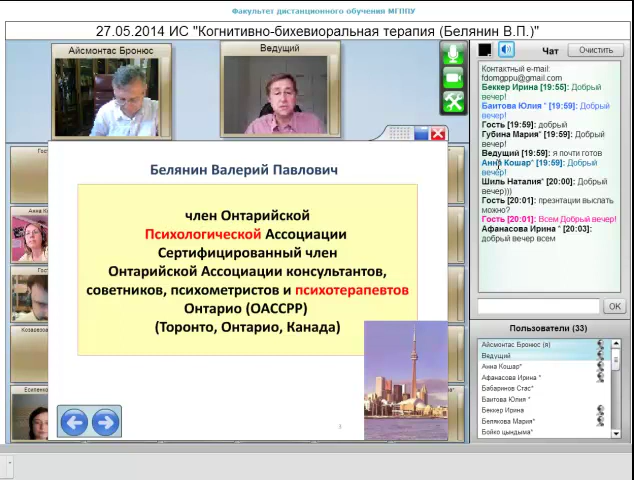 Факультет дистанционного обучения МГППУ
27.05.2014 ИС "Когнитивно-бихевиоральная терапия (Белянин В.П.)"
Айсмонтас Бронюс
Ведущий
Чат
Очистить
Контактный e-mail:
fdomgppu@gmail.com
Беккер Ирина [19:55]: Добрый
вечер!
Баитова Юлия * [19:59]: Добрый
вечер!
Гость [19:59]: добрый
Губина Мария* [19:59]: Добрый
вечер!
Ведущий [19:59]: я почти готов
Анна Кошар* [19:59]: Добрый
вечер!
Шиль Наталия* [20:00]: Добрый
вечер)))
Гость [20:01]: презнтации выслать
можно?
Гость [20:01]: Всем Добрый вечер!
Афанасова Ирина * [20:03]:
добрый вечер всем
OK
Белянин Валерий Павлович
член Онтарийской
Психологической Ассоциации
Сертифицированный член
Онтарийской Ассоциации консультантов,
советников, психометристов и психотерапевтов
Онтарио (OACCPP)
(Торонто, Онтарио, Канада)
3
Пользователи (33)
Айсмонтас Бронюс (я)
Ведущий
Анна Кошар*
Афанасова Ирина *
Бабаринов Стас*
Баитова Юлия *
Беккер Ирина
Белякова Мария*
Бойко цындыма*